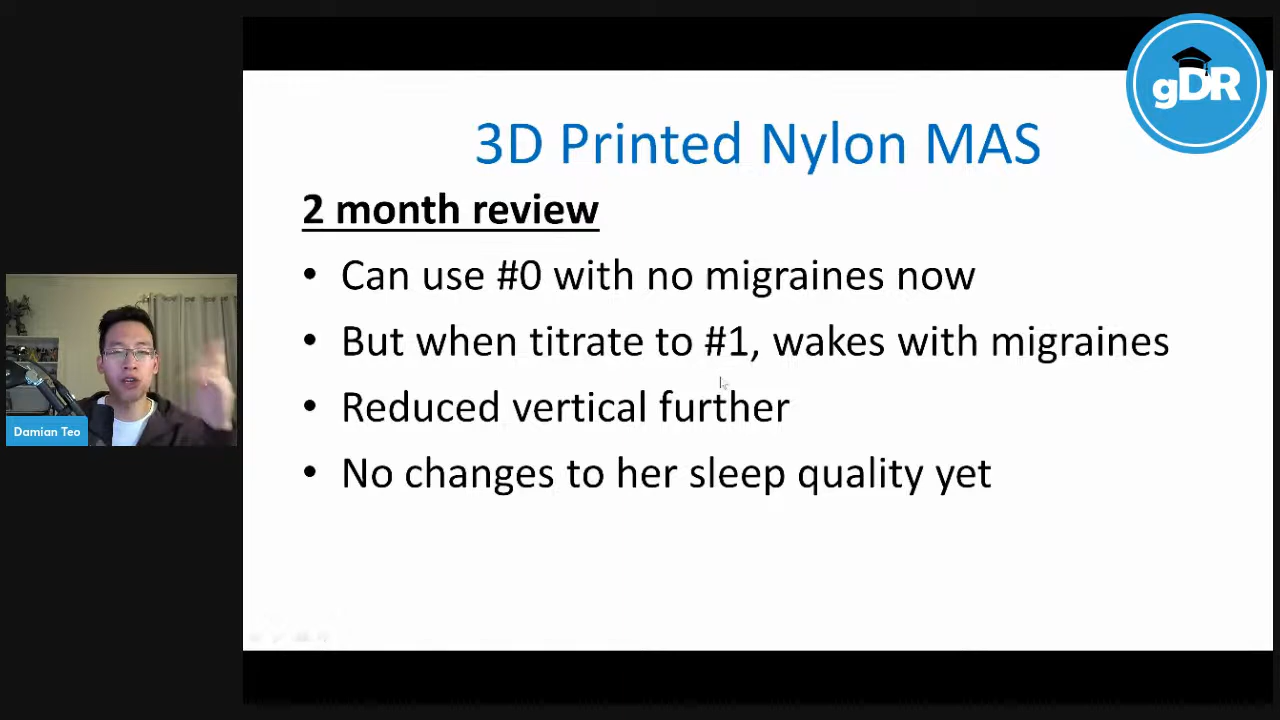 gDR
3D Printed Nylon MAS
2 month review
• Can use #0 with no migraines now
• But when titrate to #1, wakes with migraines
• Reduced vertical further
• No changes to her sleep quality yet
Damian Teo